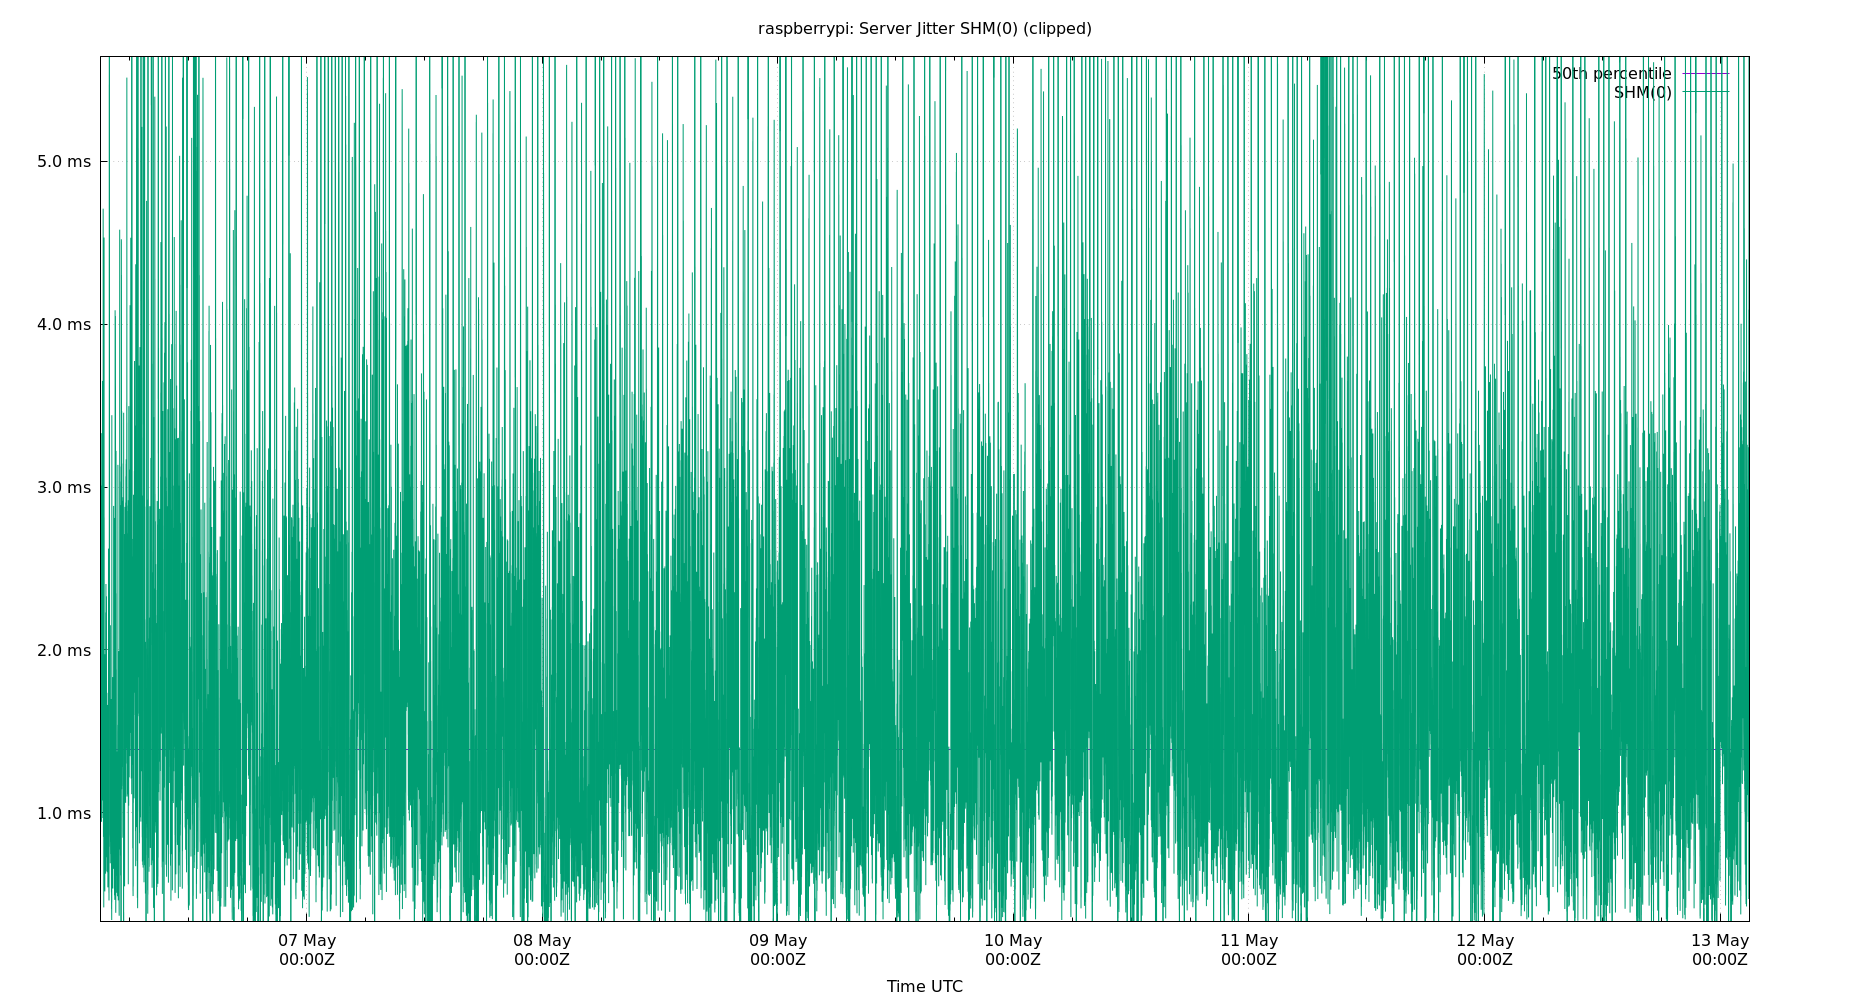 raspberrypi: Server Jitter SHM(0) (clipped)
50th percentile
SHM(0)
5.0 ms
4.0 ms
3.0 ms
2.0 ms
1.0 ms
07 May
00:00Z
08 May
00:00Z
09 May
00:00Z
10 May
00:00Z
11 May
00:00Z
12 May
00:00Z
13 May
00:00Z
Time UTC